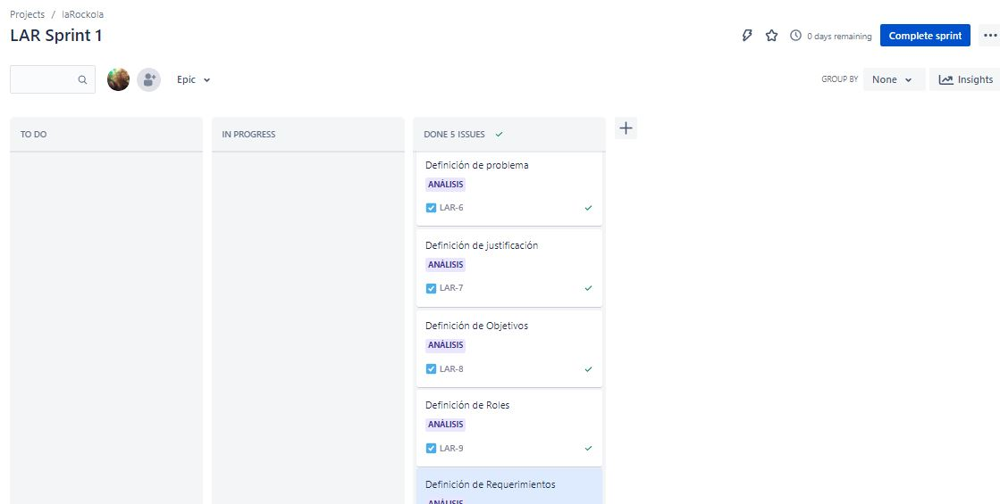 Projects / laRockola
LAR Sprint 1
0 days remaining
Complete sprint
Epic
GROUP BY
None
Insights
TO DO
IN PROGRESS
DONE 5 ISSUES
Definición de problema
ANÁLISIS
LAR-6
Definición de justificación
ANÁLISIS
LAR-7
Definición de Objetivos
ANÁLISIS
LAR-8
Definición de Roles
ANÁLISIS
LAR-9
Definición de Requerimientos
ANÁLISIS